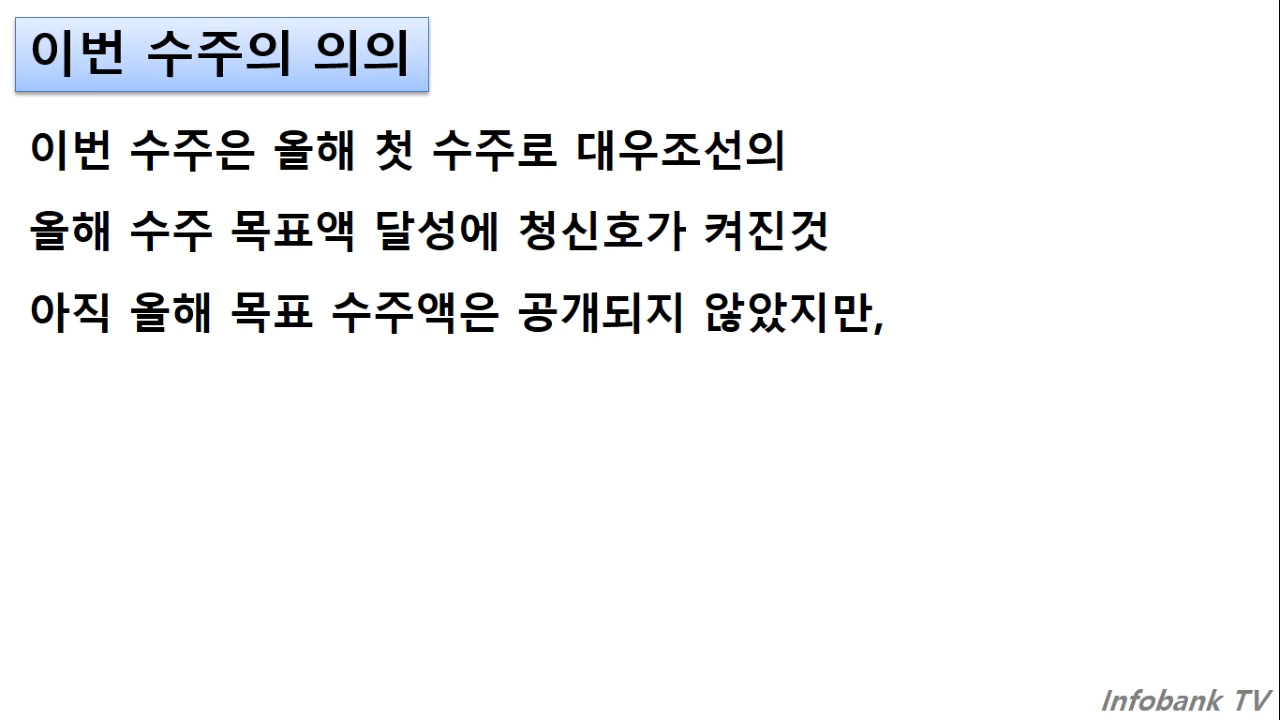 이번 수주의 의의
이번 수주은 올해 첫 수주로 대우조선의
올해 수주 목표액 달성에 청신호가 켜진것
아직 올해 목표 수주액은 공개되지 않았지만,
Infobank TV